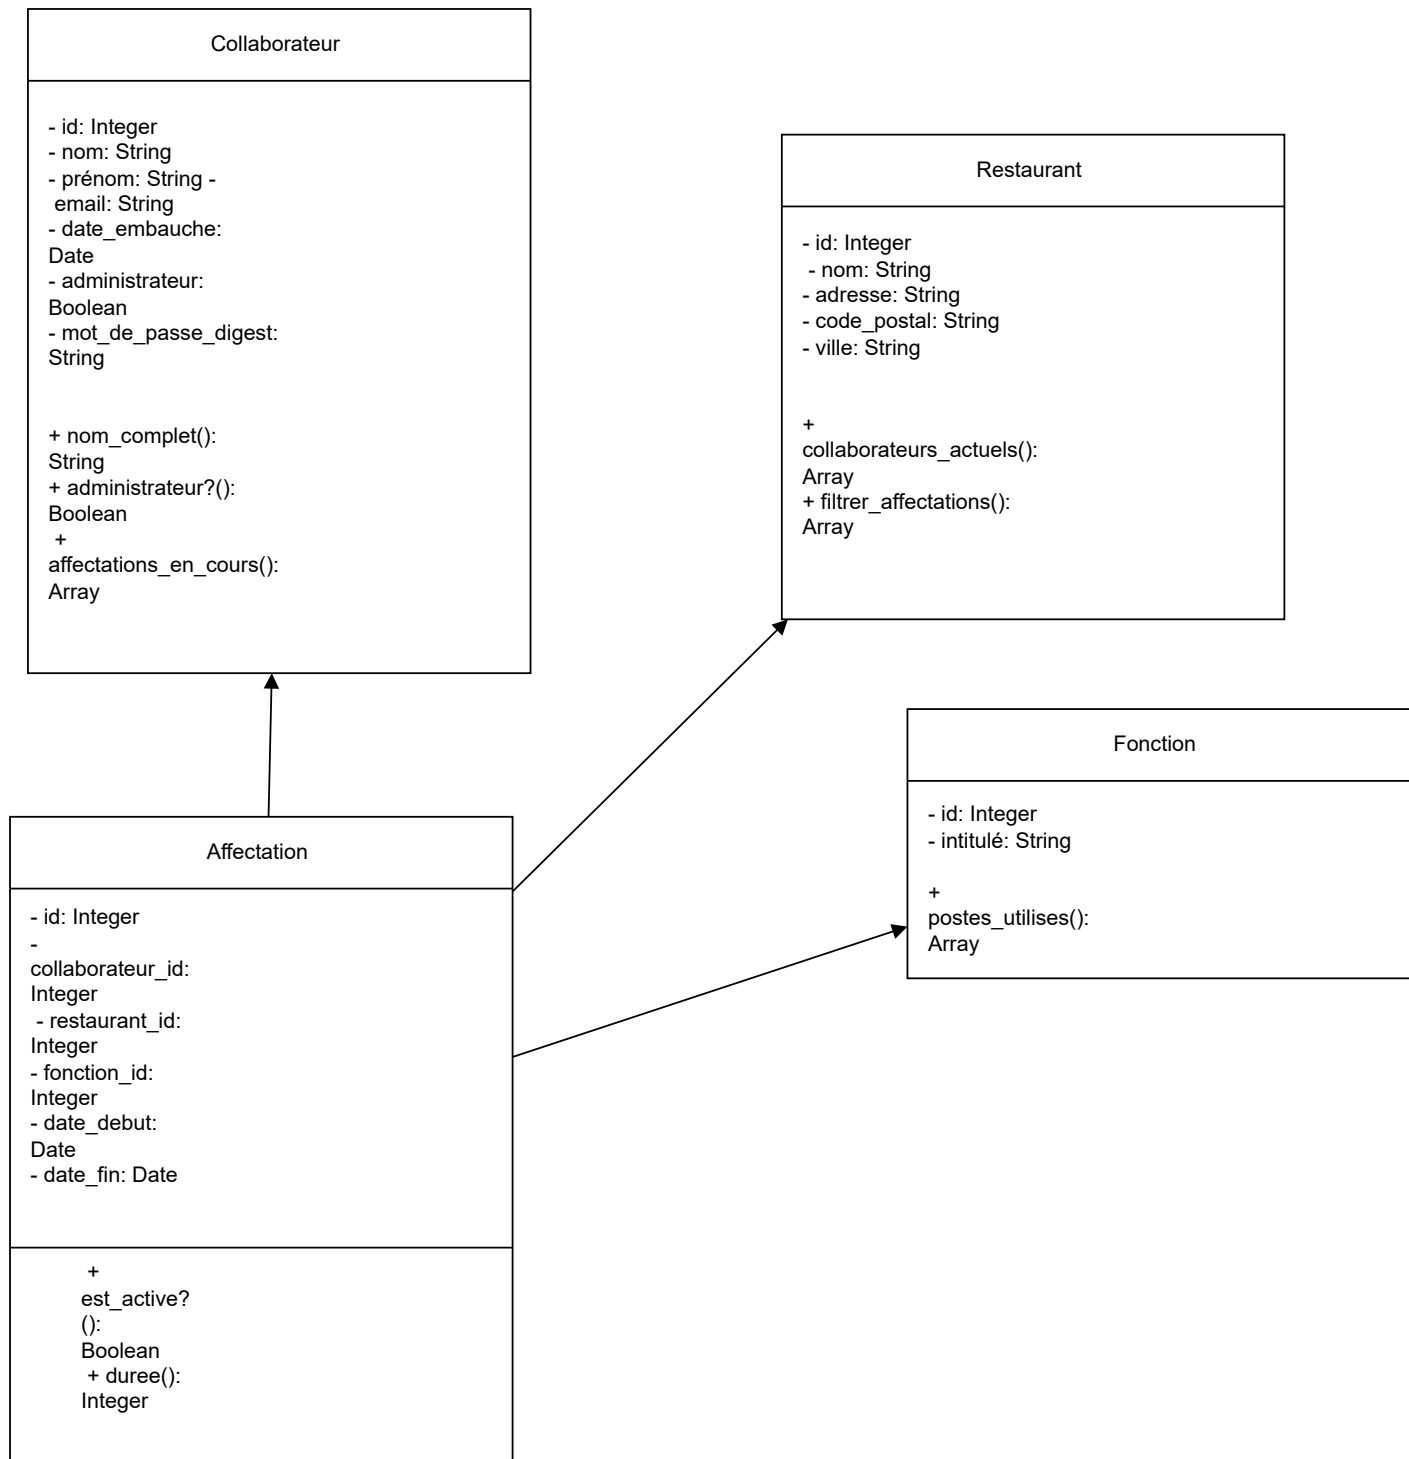 Collaborateur
- id: Integer
- nom: String
- prénom: String -
email: String
- date_embauche:
Date
- administrateur:
Boolean
- mot_de_passe_digest:
String
+ nom_complet():
String
+ administrateur?():
Boolean
+
affectations_en_cours():
Array
Restaurant
- id: Integer
- nom: String
- adresse: String
- code_postal: String
- ville: String
+
collaborateurs_actuels():
Array
+ filtrer_affectations():
Array
Fonction
- id: Integer
- intitulé: String
+
postes_utilises():
Array
Affectation
- id: Integer
-
collaborateur_id:
Integer
- restaurant_id:
Integer
- fonction_id:
Integer
- date_debut:
Date
- date_fin: Date
+
est_active?
():
Boolean
+ duree():
Integer